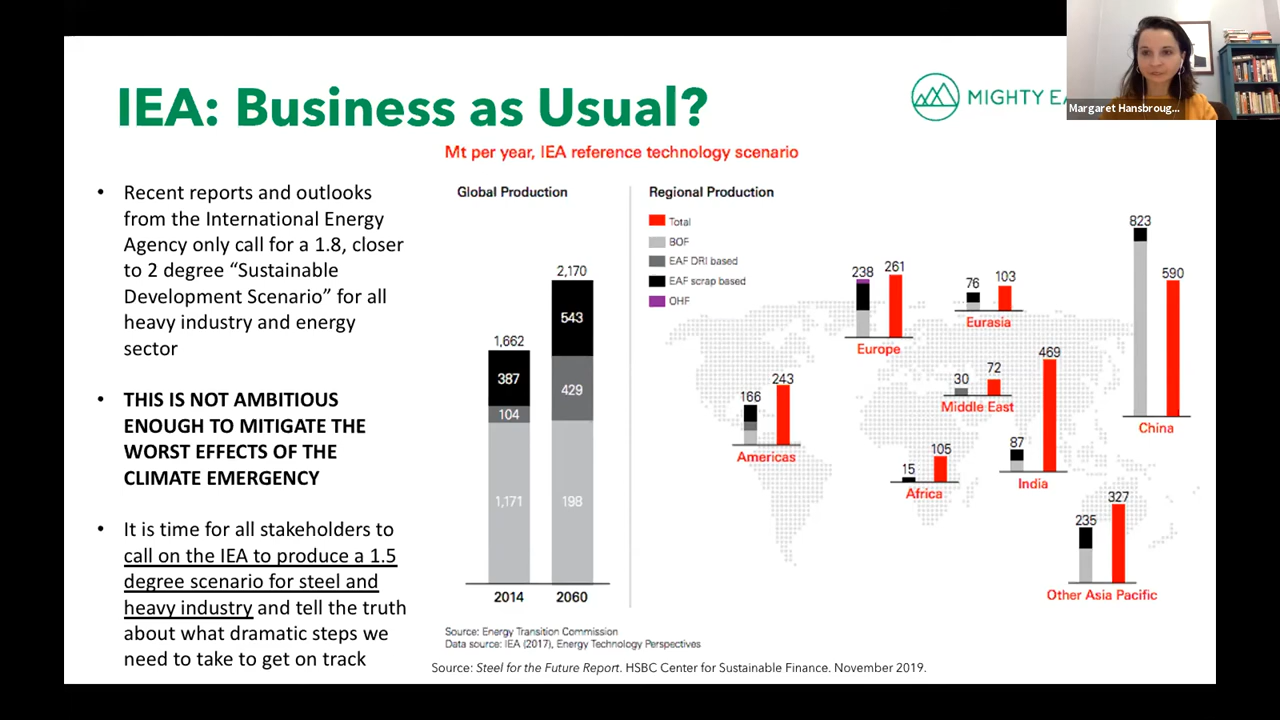 IEA: Business as Usual?
MIGHTY EA
Margaret Hansbroug...
Mt per year, IEA reference technology scenario
• Recent reports and outlooks
from the International Energy
Agency only call for a 1.8, closer
to 2 degree “Sustainable
Development Scenario” for all
heavy industry and energy
sector
• THIS IS NOT AMBITIOUS
ENOUGH TO MITIGATE THE
WORST EFFECTS OF THE
CLIMATE EMERGENCY
• It is time for all stakeholders to
call on the IEA to produce a 1.5
degree scenario for steel and
heavy industry and tell the truth
about what dramatic steps we
need to take to get on track
Global Production
2,170
543
1,662
387
429
104
1,171
198
2014 2060
Regional Production
Total
BOF
EAF DRI based
EAF scrap based
OHF
238 261
Europe
76 103
Eurasia
823
590
China
166 243
Americas
30 72
Middle East
469
87
India
15 105
Africa
235 327
Other Asia Pacific
Source: Energy Transition Commission
Data source: IEA (2017), Energy Technology Perspectives
Source: Steel for the Future Report. HSBC Center for Sustainable Finance. November 2019.